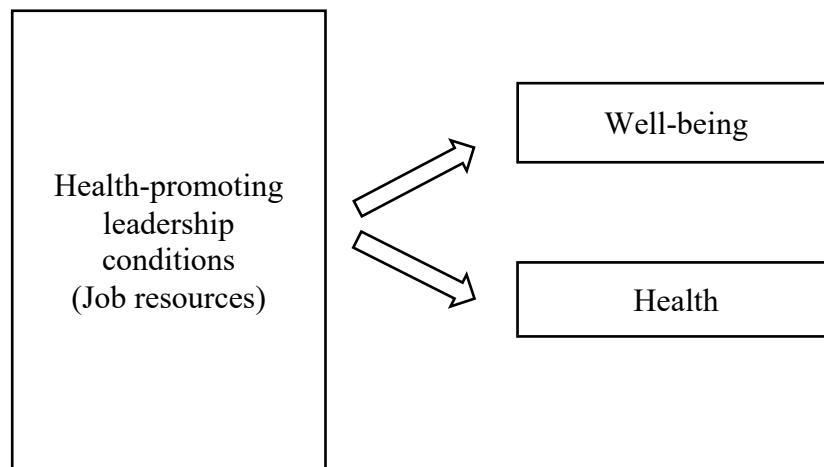 Health-promoting
leadership
conditions
(Job resources)
Well-being
Health